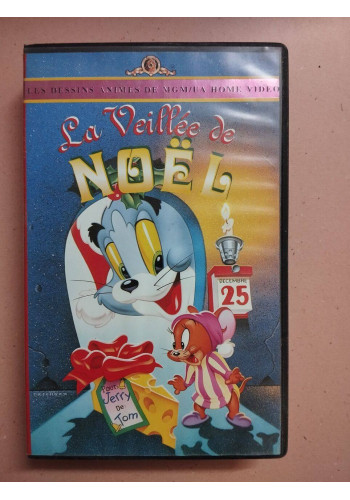 LES DESSINS ANIMES DE MGM/UA HOME VIDEO
La Veillée de
NOËL
DECEMBRE
25
Pour
Jerry
de
Tom